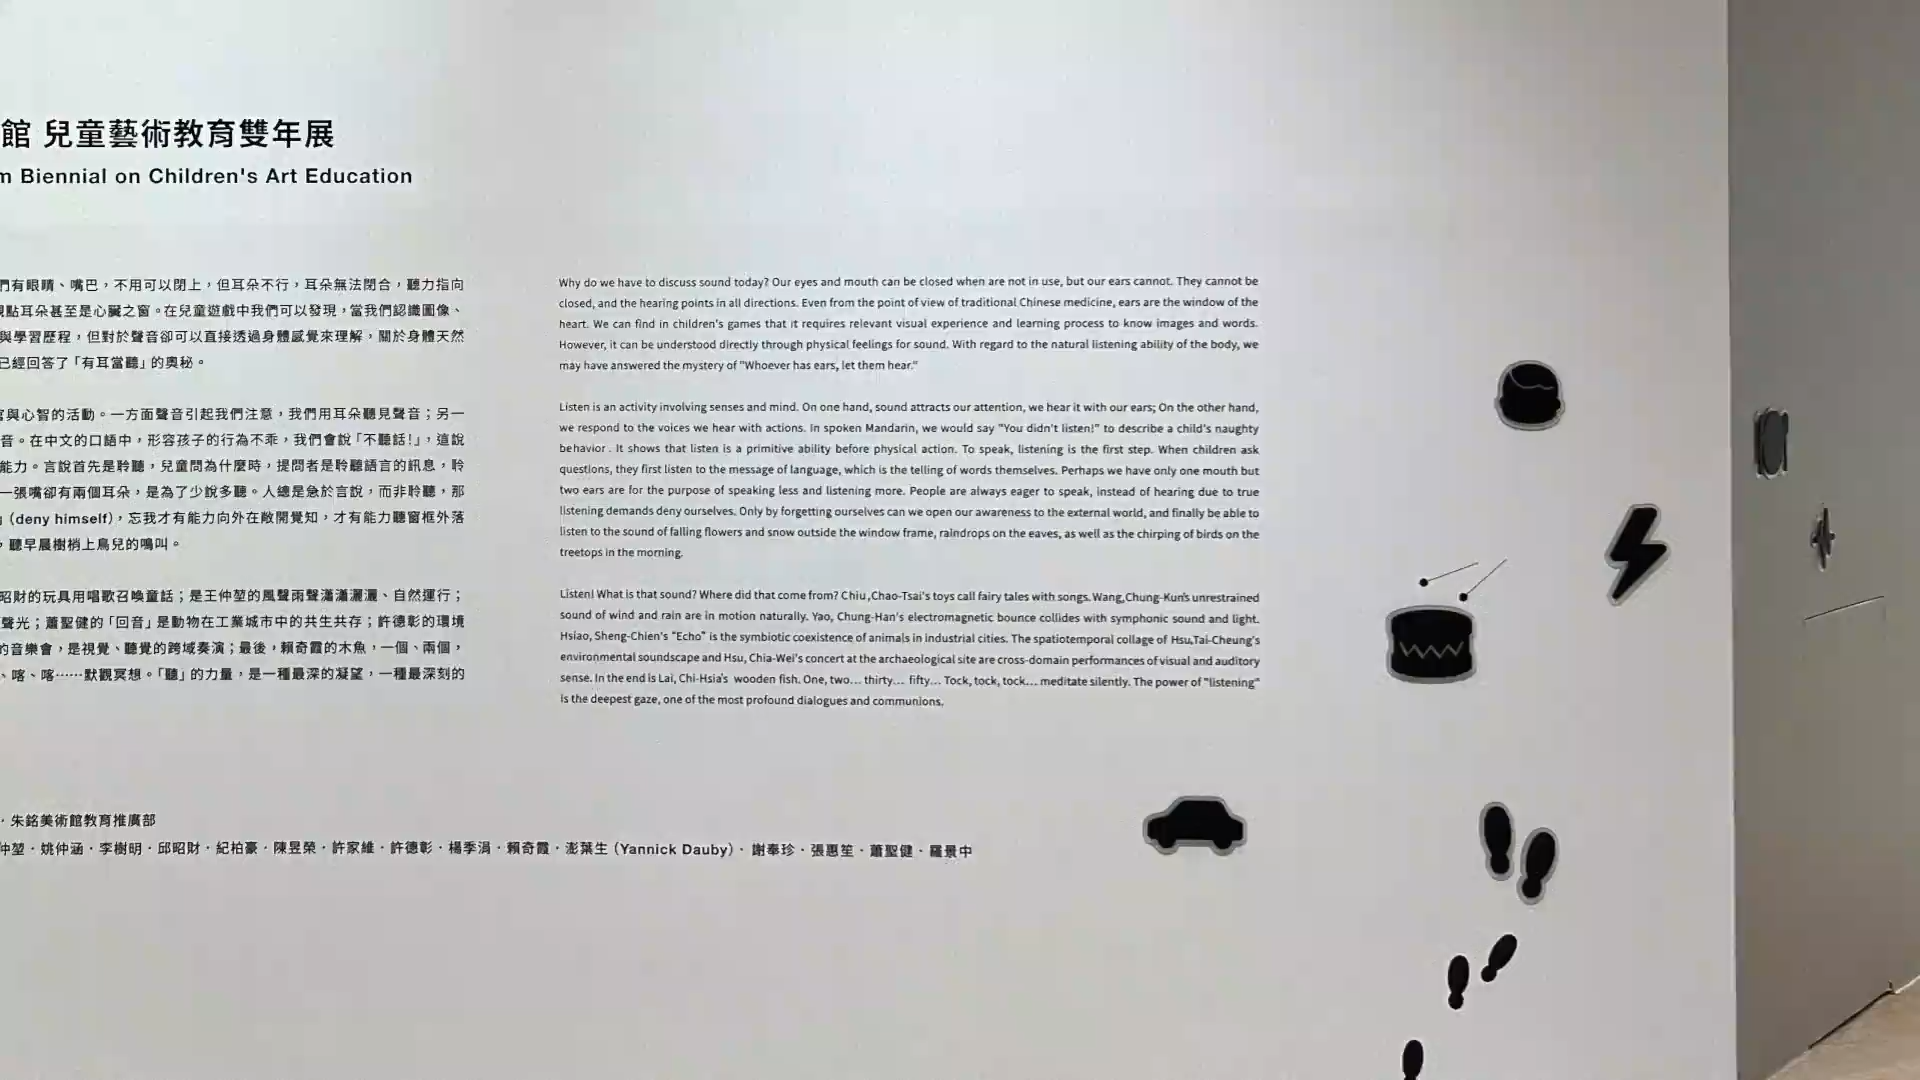 館 兒童藝術教育雙年展
m Biennial on Children's Art Education
們有眼睛、嘴巴，不用可以閉上，但耳朵不行，耳朵無法閉合，聽力指向
觀點耳朵甚至是心臟之窗。在兒童遊戲中我們可以發現，當我們認識圖像、
與學習歷程，但對於聲音卻可以直接透過身體感覺來理解，關於身體天然
已經回答了「有耳當聽」的奧秘。
官與心智的活動。一方面聲音引起我們注意，我們用耳朵聽見聲音；另一
音。在中文的口語中，形容孩子的行為不乖，我們會說「不聽話！」，這說
能力。言說首先是聆聽，兒童問為什麼時，提問者是聆聽語言的訊息，聆
一張嘴卻有兩個耳朵，是為了少說多聽。人總是急於言說，而非聆聽，那
（deny himself），忘我才有能力向外在敞開覺知，才有能力聽窗框外落
，聽早晨樹梢上鳥兒的鳴叫。
昭財的玩具用唱歌召喚童話；是王仲堃的風聲雨聲瀟瀟灑灑、自然運行；
聲光；蕭聖健的「回音」是動物在工業城市中的共生共存；許德彰的環境
的音樂會，是視覺、聽覺的跨域奏演；最後，賴奇霞的木魚，一個、兩個，
、喀、喀……默觀冥想。「聽」的力量，是一種最深的凝望，一種最深刻的
Why do we have to discuss sound today? Our eyes and mouth can be closed when are not in use, but our ears cannot. They cannot be
closed, and the hearing points in all directions. Even from the point of view of traditional Chinese medicine, ears are the window of the
heart. We can find in children's games that it requires relevant visual experience and learning process to know images and words.
However, it can be understood directly through physical feelings for sound. With regard to the natural listening ability of the body, we
may have answered the mystery of "Whoever has ears, let them hear."
Listen is an activity involving senses and mind. On one hand, sound attracts our attention, we hear it with our ears; On the other hand,
we respond to the voices we hear with actions. In spoken Mandarin, we would say "You didn't listen!" to describe a child's naughty
behavior . It shows that listen is a primitive ability before physical action. To speak, listening is the first step. When children ask
questions, they first listen to the message of language, which is the telling of words themselves. Perhaps we have only one mouth but
two ears are for the purpose of speaking less and listening more. People are always eager to speak, instead of hearing due to true
listening demands deny ourselves. Only by forgetting ourselves can we open our awareness to the external world, and finally be able to
listen to the sound of falling flowers and snow outside the window frame, raindrops on the eaves, as well as the chirping of birds on the
treetops in the morning.
Listen! What is that sound? Where did that come from? Chiu,Chao-Tsai's toys call fairy tales with songs. Wang,Chung-Kun's unrestrained
sound of wind and rain are in motion naturally. Yao, Chung-Han's electromagnetic bounce collides with symphonic sound and light.
Hsiao, Sheng-Chien's "Echo" is the symbiotic coexistence of animals in industrial cities. The spatiotemporal collage of Hsu,Tai-Cheung's
environmental soundscape and Hsu, Chia-Wei's concert at the archaeological site are cross-domain performances of visual and auditory
sense. In the end is Lai, Chi-Hsia's wooden fish. One, two... thirty... fifty... Tock, tock, tock... meditate silently. The power of "listening"
is the deepest gaze, one of the most profound dialogues and communions.
．朱銘美術館教育推廣部
仲堃．姚仲涵．李樹明．邱昭財．紀柏豪．陳昱榮．許家維．許德彰．楊季涓．賴奇霞．澎葉生（Yannick Dauby）．謝奉珍．張惠笙．蕭聖健．羅景中